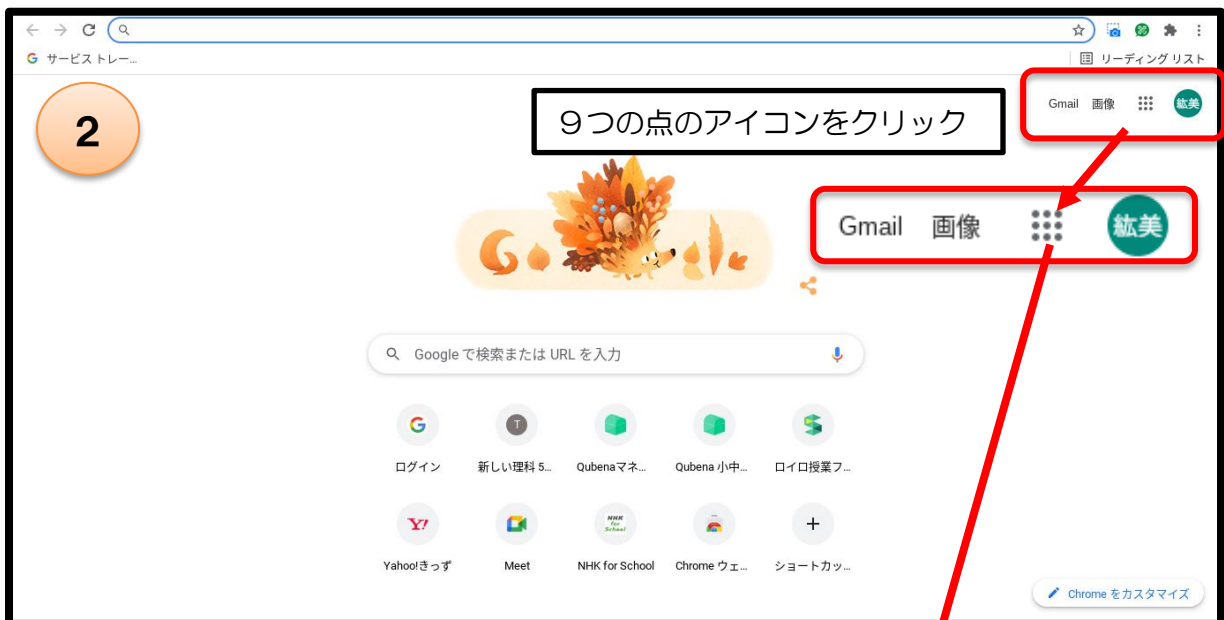 サービス トレー...
リーディング リスト
2
９つの点のアイコンをクリック
Gmail 画像 紘美
Gmail 画像 紘美
Google
Google で検索または URL を入力
G T
ログイン 新しい理科 5... Qubenaマネ... Qubena 小中... ロイロ授業フ...
Y! NHK for School
Yahoo!きっず Meet NHK for School Chrome ウェ... ショートカッ...
Chrome をカスタマイズ